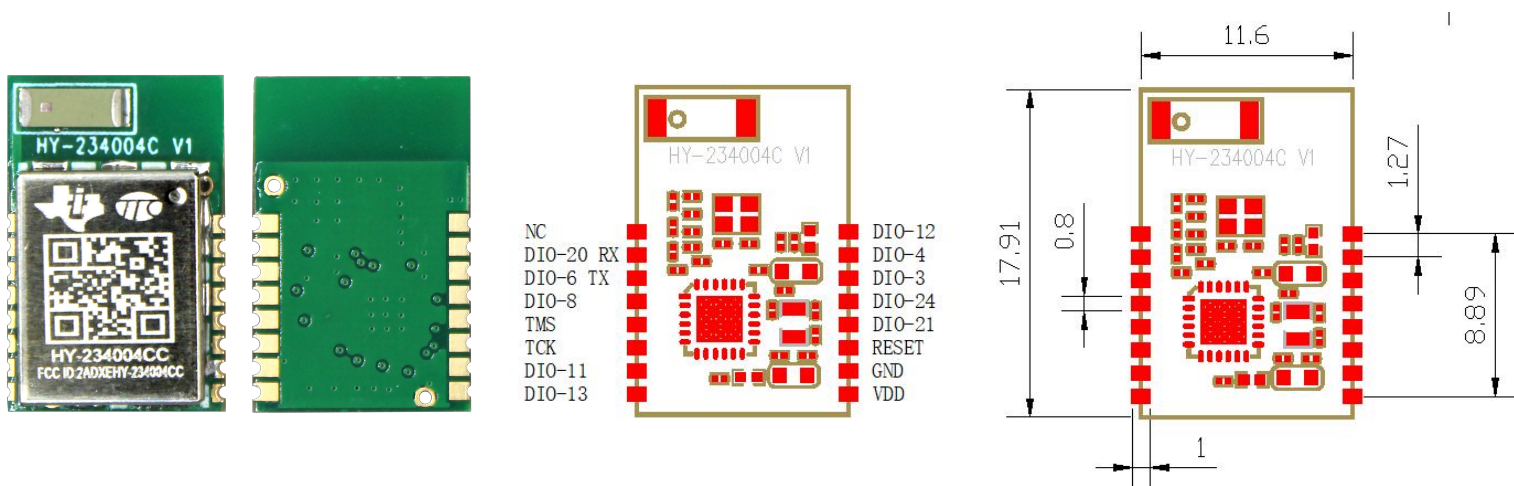 HY-234004C V1
HY-234004CC
FCC ID:2ADXEHY-234004CC
HY-234004C V1
NC
DIO-20 RX
DIO-6 TX
DIO-8
TMS
TCK
DIO-11
DIO-13
DIO-12
DIO-4
DIO-3
DIO-24
DIO-21
RESET
GND
VDD
11.6
HY-234004C V1
17.91
0.8
1.27
8.89
1